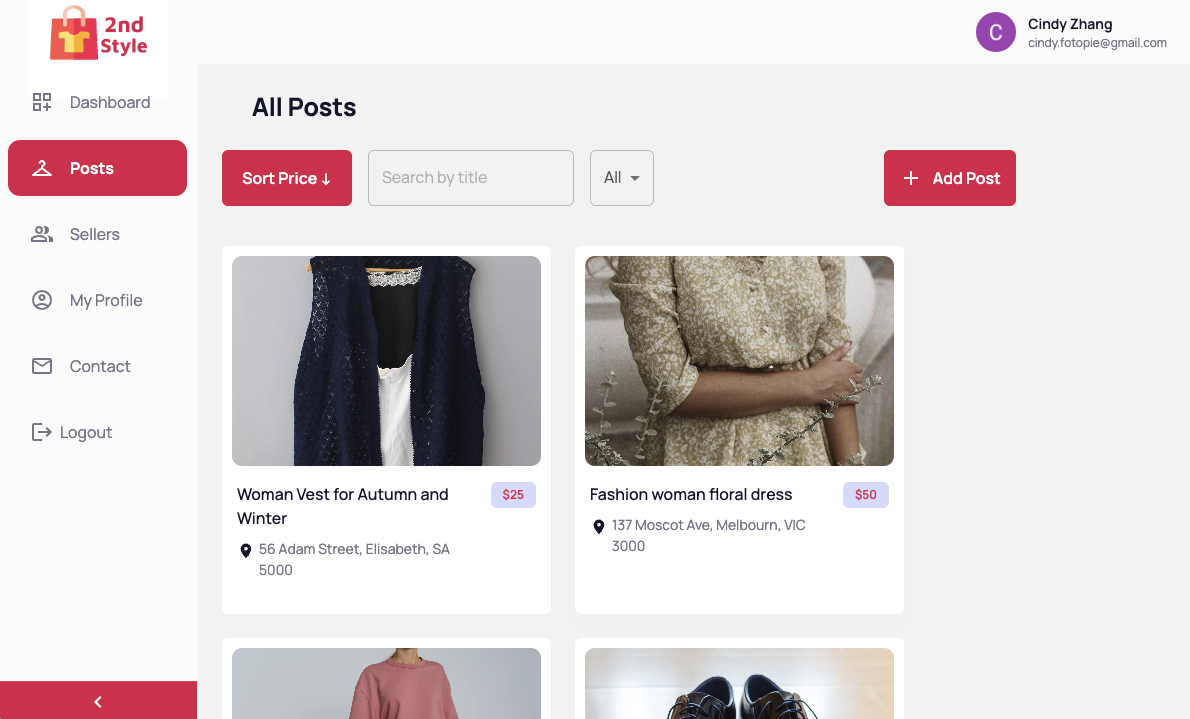 2nd
Style
Cindy Zhang
C
cindy.fotopie@gmail.com
Dashboard
Posts
Sellers
My Profile
Contact
Logout
All Posts
Sort Price ↓
Search by title
All
+ Add Post
Woman Vest for Autumn and
Winter
$25
56 Adam Street, Elisabeth, SA
5000
Fashion woman floral dress
$50
137 Moscot Ave, Melbourn, VIC
3000